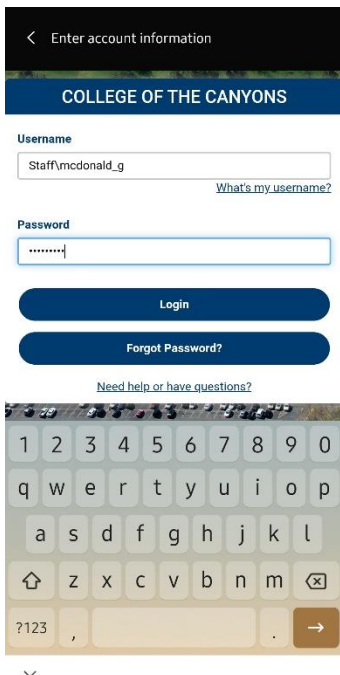 Enter account information
COLLEGE OF THE CANYONS
Username
Staff\mcdonald_g
What's my username?
Password
•••••••••
Login
Forgot Password?
Need help or have questions?
1 2 3 4 5 6 7 8 9 0
q w e r t y u i o p
a s d f g h j k l
z x c v b n m
?123 , .